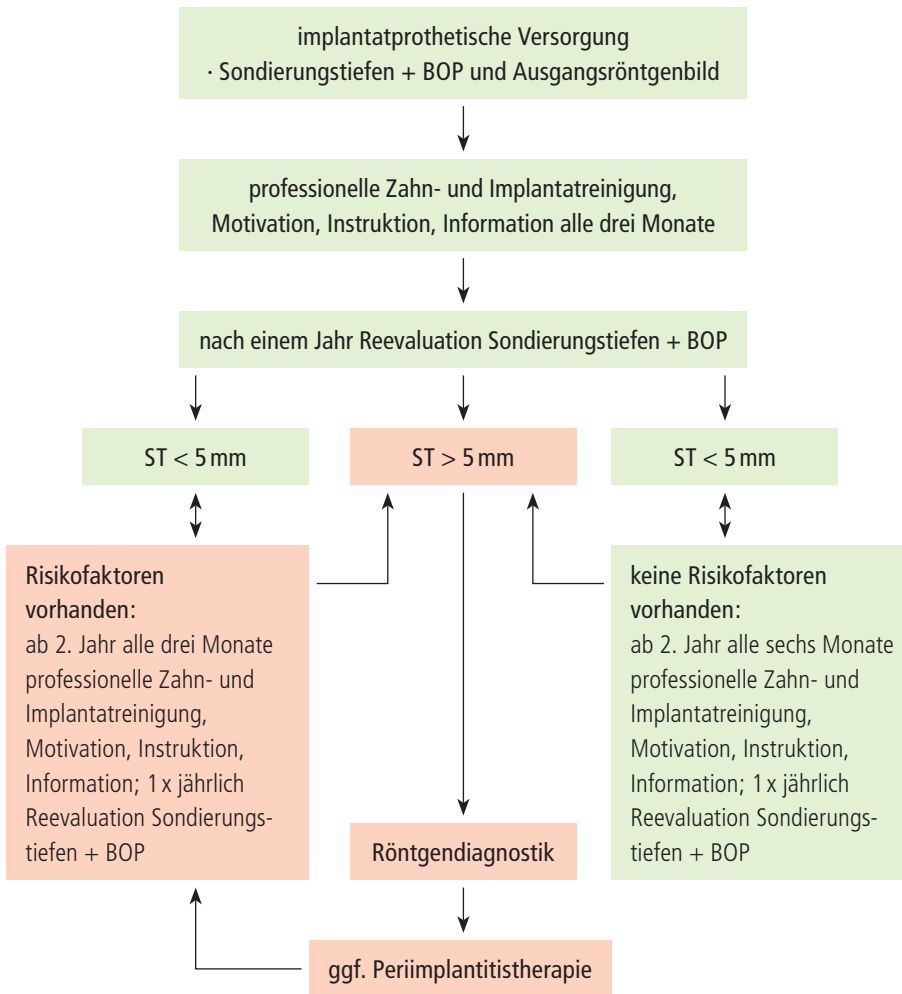 implantatprothetische Versorgung
· Sondierungstiefen + BOP und Ausgangsröntgenbild
professionelle Zahn- und Implantatreinigung,
Motivation, Instruktion, Information alle drei Monate
nach einem Jahr Reevaluation Sondierungstiefen + BOP
ST < 5 mm
ST > 5 mm
ST < 5 mm
Risikofaktoren
vorhanden:
ab 2. Jahr alle drei Monate
professionelle Zahn- und
Implantatreinigung,
Motivation, Instruktion,
Information; 1 x jährlich
Reevaluation Sondierungs-
tiefen + BOP
keine Risikofaktoren
vorhanden:
ab 2. Jahr alle sechs Monate
professionelle Zahn- und
Implantatreinigung,
Motivation, Instruktion,
Information; 1 x jährlich
Reevaluation Sondierungs-
tiefen + BOP
Röntgendiagnostik
ggf. Periimplantitistherapie